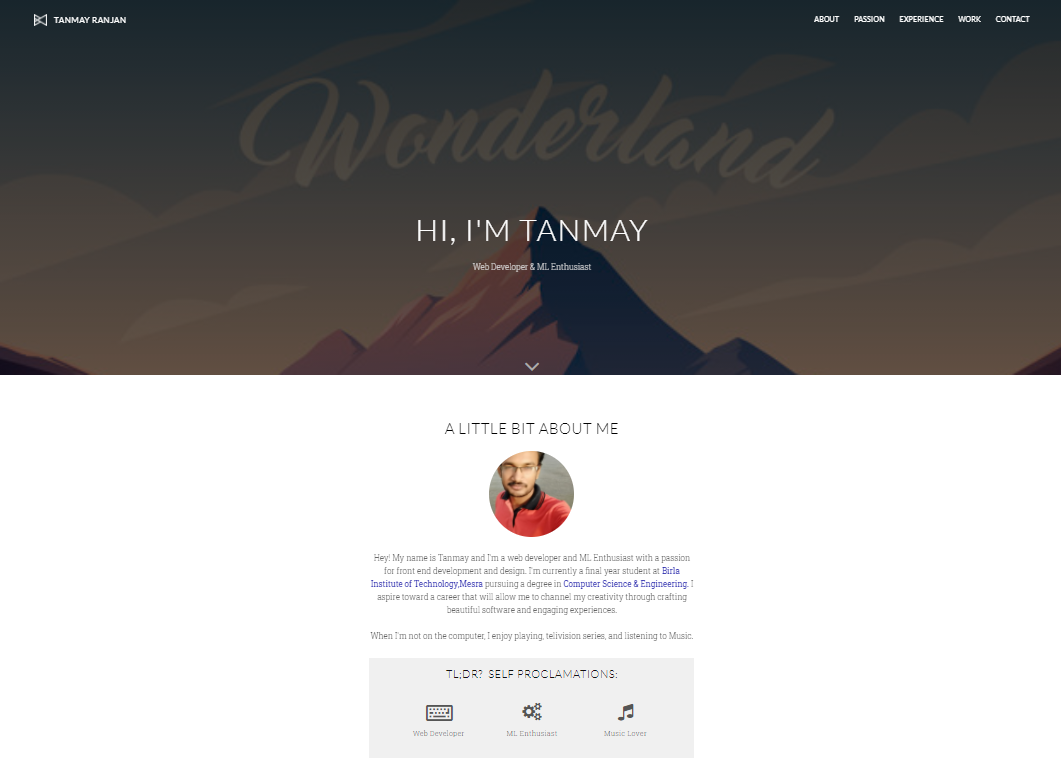 TANMAY RANJAN
ABOUT PASSION EXPERIENCE WORK CONTACT
Wonderland
HI, I'M TANMAY
Web Developer & ML Enthusiast
A LITTLE BIT ABOUT ME
Hey! My name is Tanmay and I'm a web developer and ML Enthusiast with a passion
for front end development and design. I'm currently a final year student at Birla
Institute of Technology,Mesra pursuing a degree in Computer Science & Engineering. I
aspire toward a career that will allow me to channel my creativity through crafting
beautiful software and engaging experiences.
When I'm not on the computer, I enjoy playing, telivision series, and listening to Music.
TL;DR? SELF PROCLAMATIONS:
Web Developer ML Enthusiast Music Lover